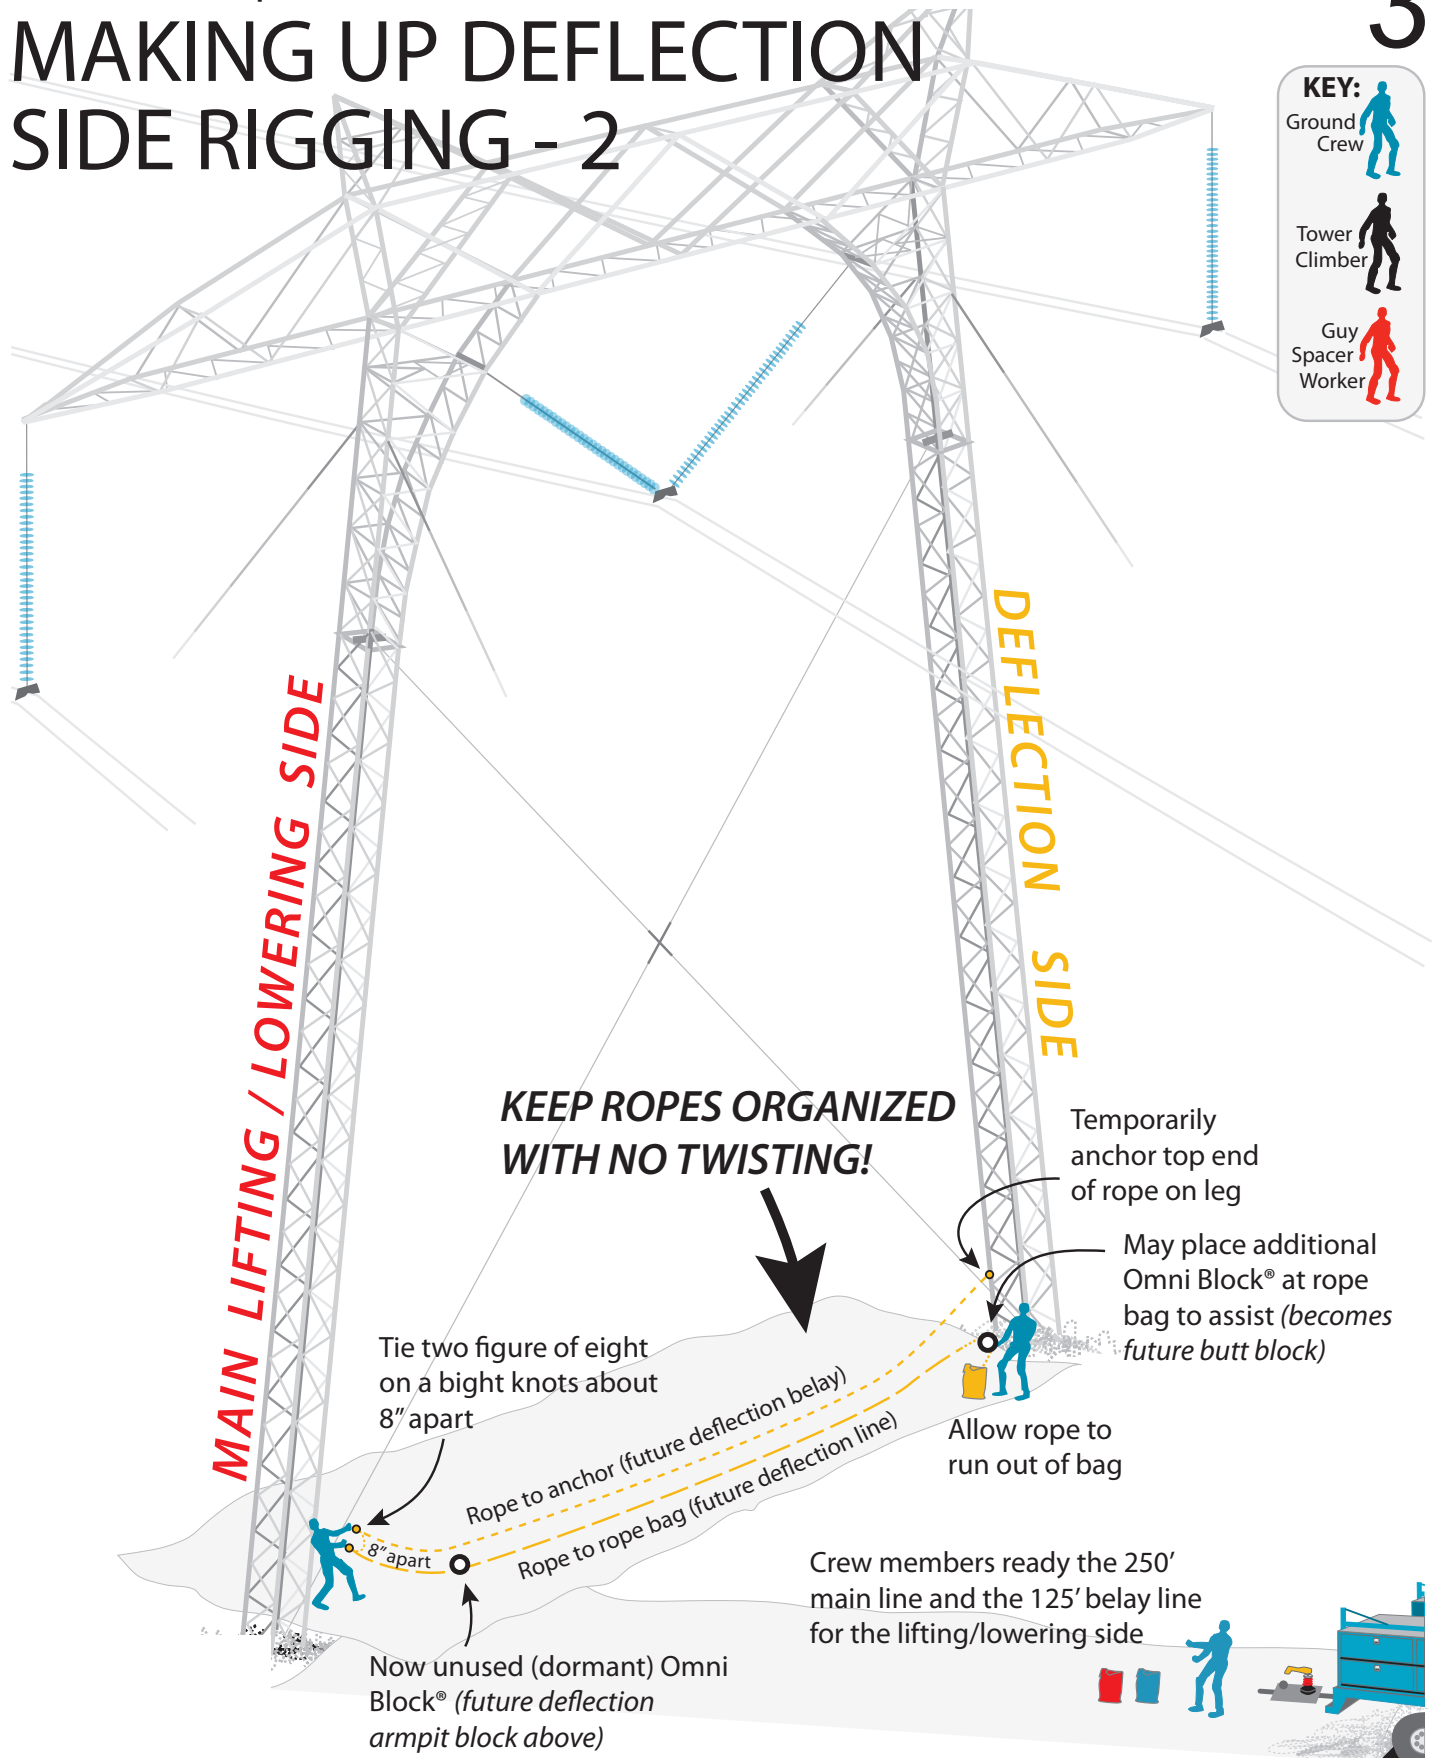 MAKING UP DEFLECTION
SIDE RIGGING - 2
3
KEY:
Ground
Crew
Tower
Climber
Guy
Spacer
Worker
MAIN LIFTING / LOWERING SIDE
DEFLECTION SIDE
KEEP ROPES ORGANIZED
WITH NO TWISTING!
Temporarily
anchor top end
of rope on leg
May place additional
Omni Block® at rope
bag to assist (becomes
future butt block)
Tie two figure of eight
on a bight knots about
8” apart
Rope to anchor (future deflection belay)
Rope to rope bag (future deflection line)
8” apart
Allow rope to
run out of bag
Crew members ready the 250’
main line and the 125’ belay line
for the lifting/lowering side
Now unused (dormant) Omni
Block® (future deflection
armpit block above)